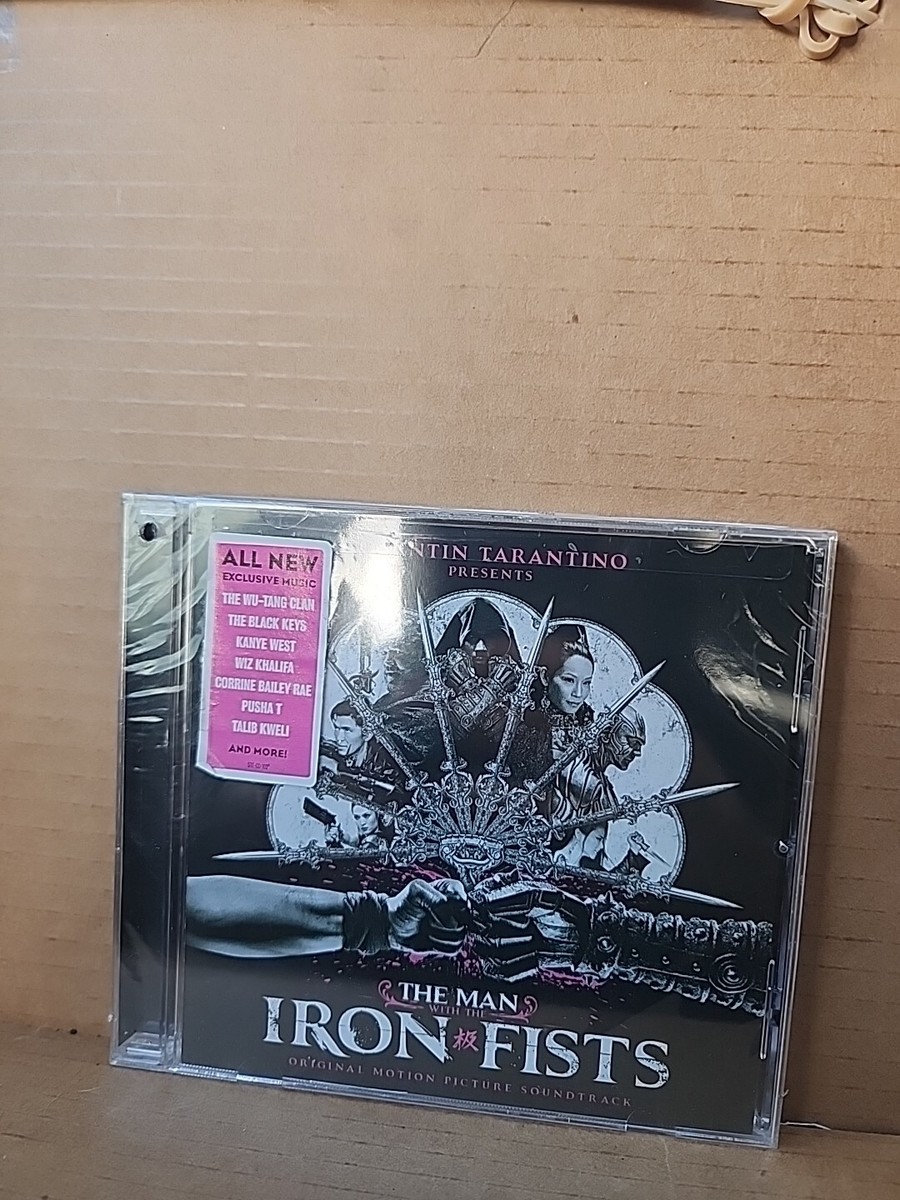 ALL NEW
EXCLUSIVE MUSIC
THE WU-TANG CLAN
THE BLACK KEYS
KANYE WEST
WIZ KHALIFA
CORRINE BAILEY RAE
PUSHA T
TALIB KWELI
AND MORE!
NTIN TARANTINO
PRESENTS
THE MAN
WITH THE
IRON 极 FISTS
ORIGINAL MOTION PICTURE SOUNDTRACK